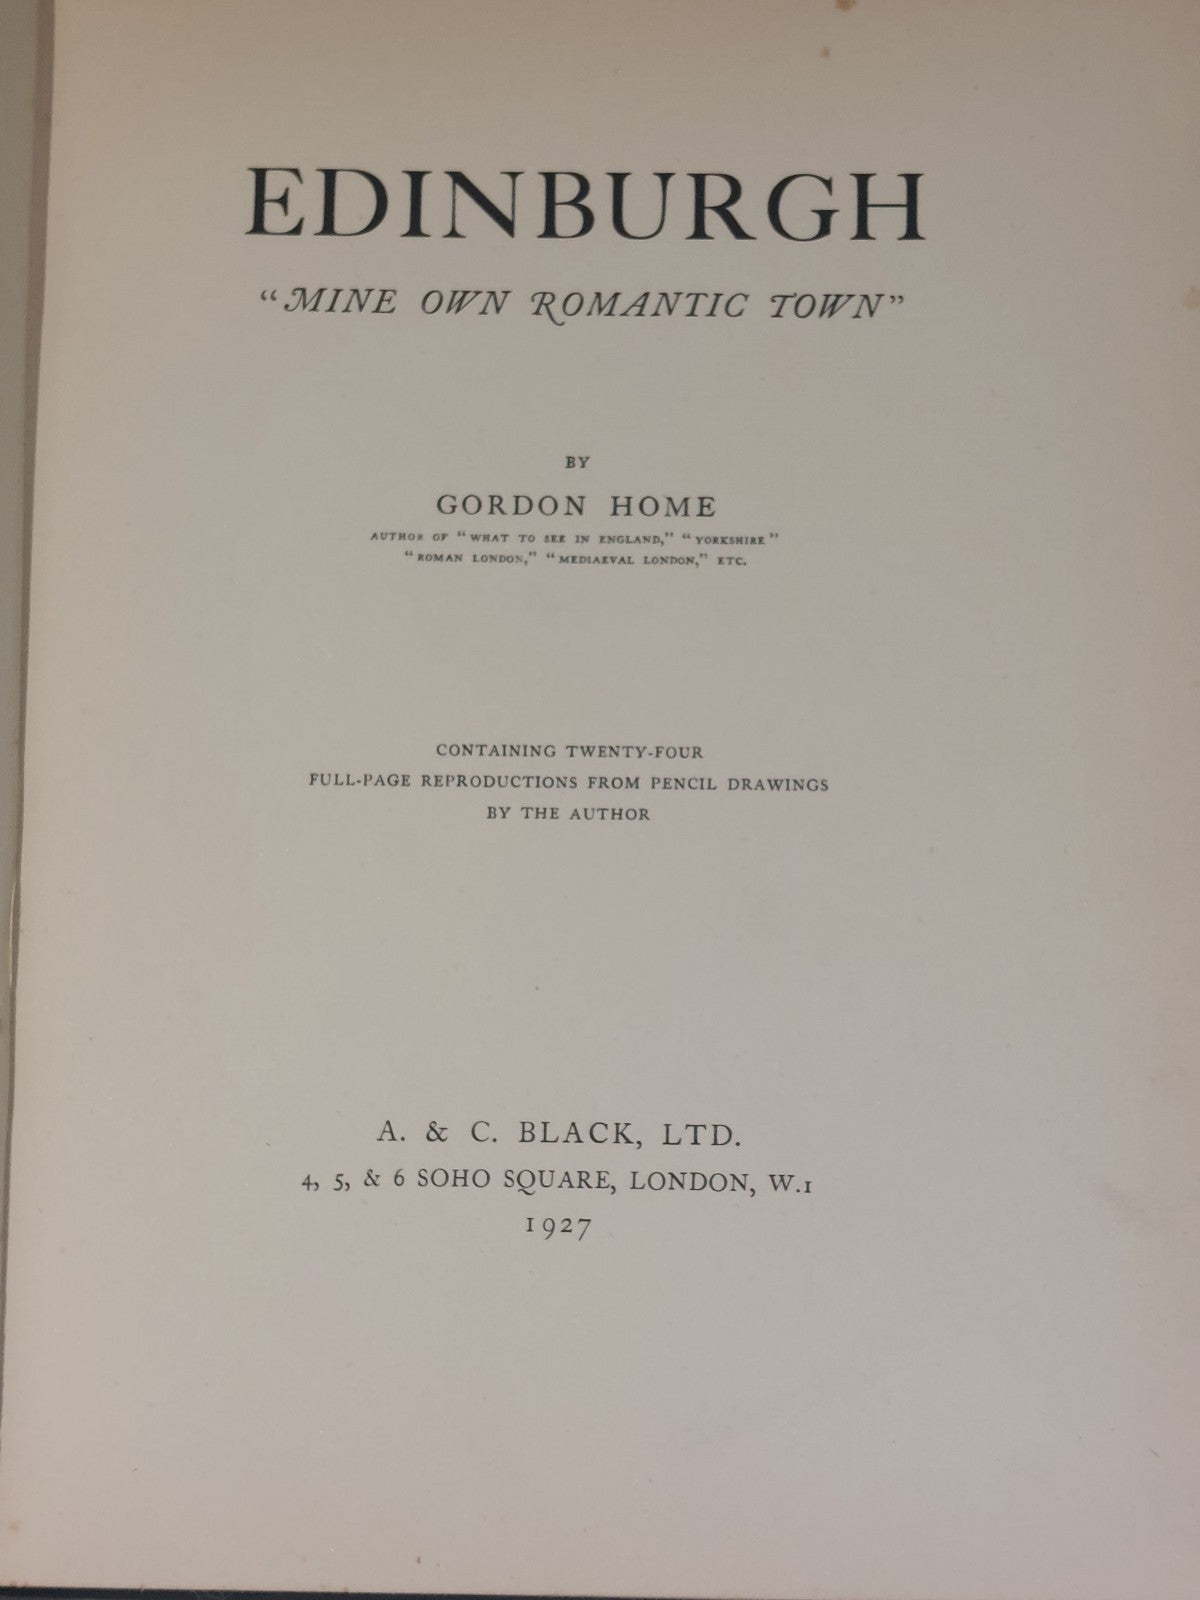 EDINBURGH
“MINE OWN ROMANTIC TOWN”
BY
GORDON HOME
AUTHOR OF “WHAT TO SEE IN ENGLAND,” “YORKSHIRE”
“ROMAN LONDON,” “MEDIAEVAL LONDON,” ETC.
CONTAINING TWENTY-FOUR
FULL-PAGE REPRODUCTIONS FROM PENCIL DRAWINGS
BY THE AUTHOR
A. & C. BLACK, LTD.
4, 5, & 6 SOHO SQUARE, LONDON, W.1
1927